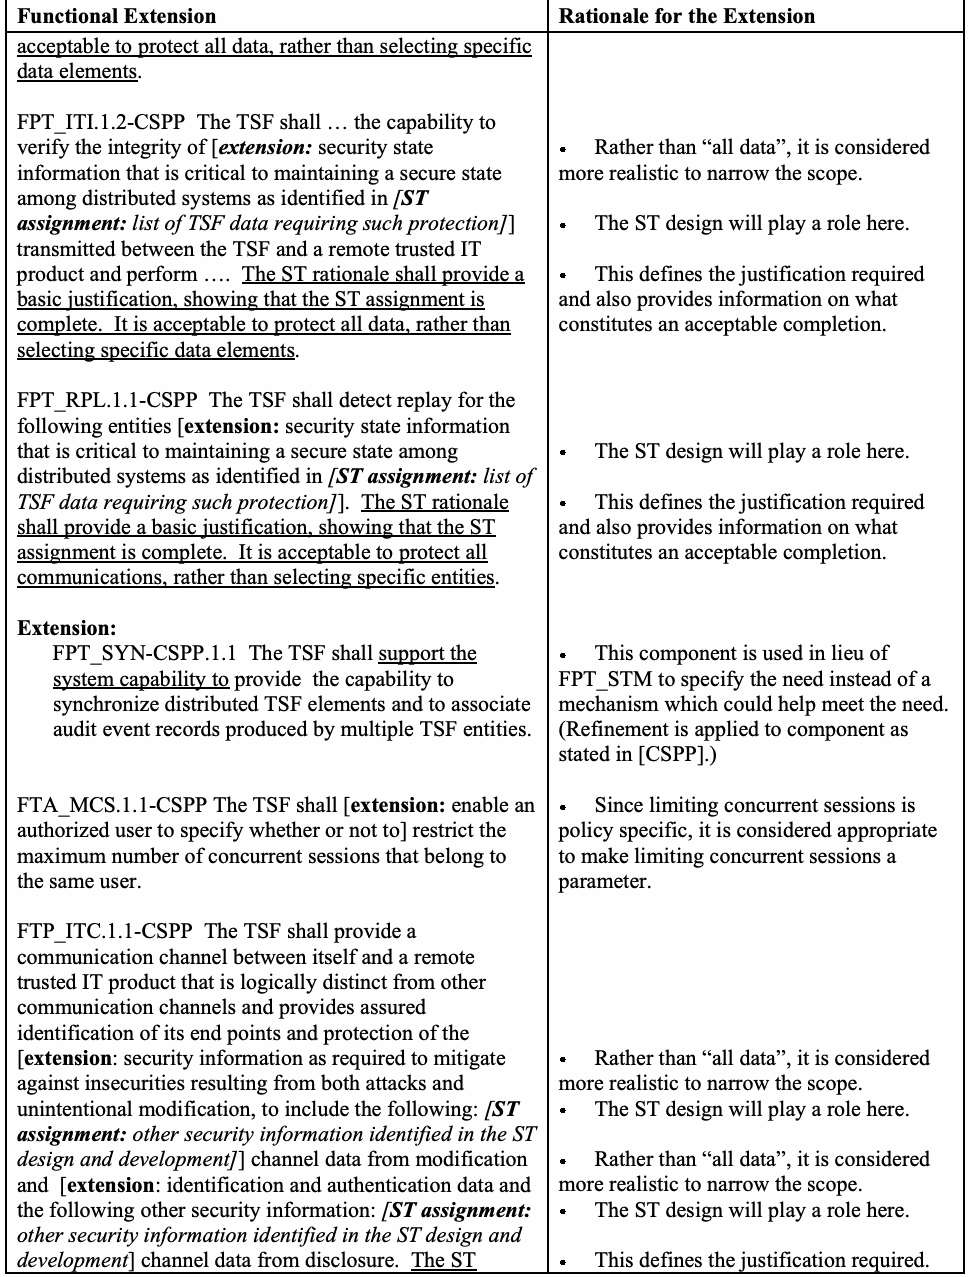 Functional Extension
Rationale for the Extension
acceptable to protect all data, rather than selecting specific
data elements.
FPT_ITI.1.2-CSPP  The TSF shall … the capability to
verify the integrity of [extension: security state
information that is critical to maintaining a secure state
among distributed systems as identified in [ST
assignment: list of TSF data requiring such protection]]
transmitted between the TSF and a remote trusted IT
product and perform ….  The ST rationale shall provide a
basic justification, showing that the ST assignment is
complete.  It is acceptable to protect all data, rather than
selecting specific data elements.
• Rather than “all data”, it is considered
more realistic to narrow the scope.
• The ST design will play a role here.
• This defines the justification required
and also provides information on what
constitutes an acceptable completion.
FPT_RPL.1.1-CSPP  The TSF shall detect replay for the
following entities [extension: security state information
that is critical to maintaining a secure state among
distributed systems as identified in [ST assignment: list of
TSF data requiring such protection]].  The ST rationale
shall provide a basic justification, showing that the ST
assignment is complete.  It is acceptable to protect all
communications, rather than selecting specific entities.
• The ST design will play a role here.
• This defines the justification required
and also provides information on what
constitutes an acceptable completion.
Extension:
FPT_SYN-CSPP.1.1  The TSF shall support the
system capability to provide  the capability to
synchronize distributed TSF elements and to associate
audit event records produced by multiple TSF entities.
• This component is used in lieu of
FPT_STM to specify the need instead of a
mechanism which could help meet the need.
(Refinement is applied to component as
stated in [CSPP].)
FTA_MCS.1.1-CSPP The TSF shall [extension: enable an
authorized user to specify whether or not to] restrict the
maximum number of concurrent sessions that belong to
the same user.
• Since limiting concurrent sessions is
policy specific, it is considered appropriate
to make limiting concurrent sessions a
parameter.
FTP_ITC.1.1-CSPP  The TSF shall provide a
communication channel between itself and a remote
trusted IT product that is logically distinct from other
communication channels and provides assured
identification of its end points and protection of the
[extension: security information as required to mitigate
against insecurities resulting from both attacks and
unintentional modification, to include the following: [ST
assignment: other security information identified in the ST
design and development]] channel data from modification
and  [extension: identification and authentication data and
the following other security information: [ST assignment:
other security information identified in the ST design and
development] channel data from disclosure.  The ST
• Rather than “all data”, it is considered
more realistic to narrow the scope.
• The ST design will play a role here.
• Rather than “all data”, it is considered
more realistic to narrow the scope.
• The ST design will play a role here.
• This defines the justification required.